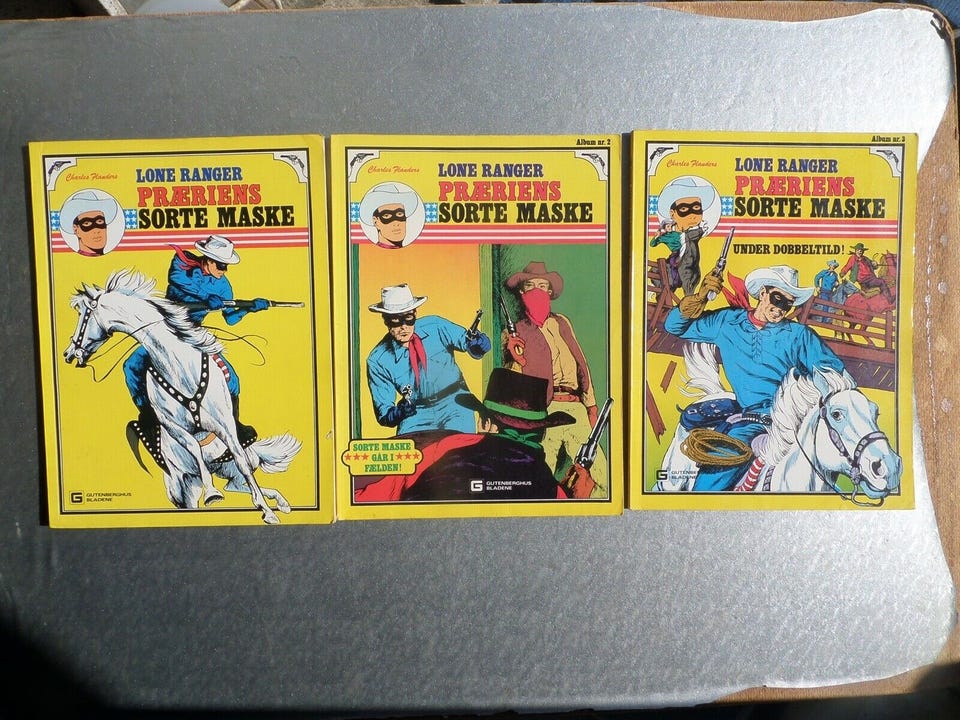 Charles Flanders
LONE RANGER
PRÆRIENS
SORTE MASKE
G GUTENBERGHUS
BLADENE
Album nr. 2
Charles Flanders
LONE RANGER
PRÆRIENS
SORTE MASKE
SORTE MASKE
GÅR I
FÆLDEN!
G GUTENBERGHUS
BLADENE
Album nr. 3
Charles Flanders
LONE RANGER
PRÆRIENS
SORTE MASKE
UNDER DOBBELTILD!
G GUTENBERGHUS
BLADENE